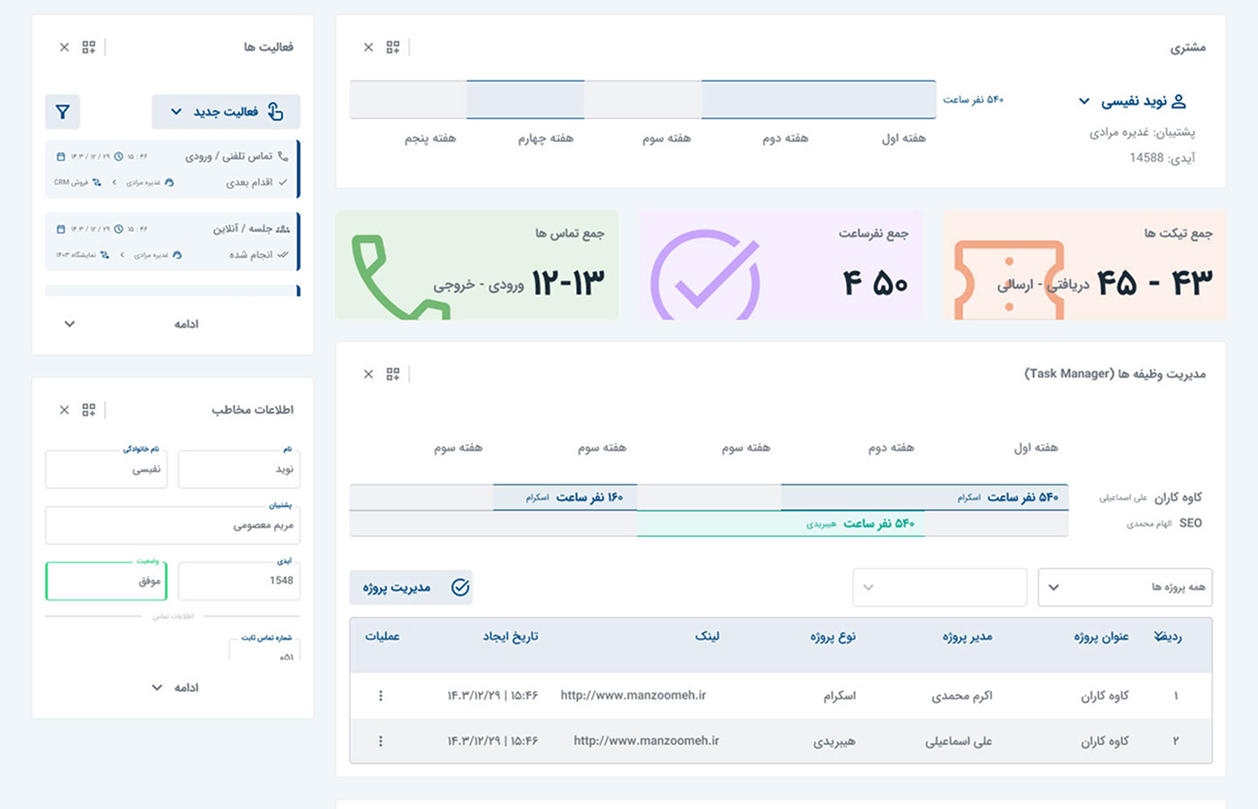 مشتری
نوید نفیسی
پشتیبان: غدیره مرادی
آیدی: 14588
۵۴۰ نفر ساعت
هفته اول
هفته دوم
هفته سوم
هفته چهارم
هفته پنجم
جمع تیکت ها
۴۳ - ۴۵ دریافتی - ارسالی
جمع نفرساعت
۵۰ ۴
جمع تماس ها
۱۲-۱۳ ورودی - خروجی
مدیریت وظیفه ها (Task Manager)
هفته اول
هفته دوم
هفته سوم
هفته سوم
هفته سوم
کاوه کاران علی اسماعیلی
۵۴۰ نفر ساعت اسکرام
۱۶۰ نفر ساعت اسکرام
SEO الهام محمدی
۵۴۰ نفر ساعت هیبریدی
همه پروژه ها
مدیریت پروژه
ردیف عنوان پروژه مدیر پروژه نوع پروژه لینک تاریخ ایجاد عملیات
۱ کاوه کاران اکرم محمدی اسکرام http://www.manzoomeh.ir ۱۵:۴۶ | ۱۴۰۳/۱۲/۲۹
۲ کاوه کاران علی اسماعیلی هیبریدی http://www.manzoomeh.ir ۱۵:۴۶ | ۱۴۰۳/۱۲/۲۹
فعالیت ها
فعالیت جدید
تماس تلفنی / ورودی ۱۵:۴۶ ۱۴۰۳/۱۲/۲۹
اقدام بعدی غدیره مرادی فروش CRM
جلسه / آنلاین ۱۵:۴۶ ۱۴۰۳/۱۲/۲۹
انجام شده غدیره مرادی نمایشگاه ۱۴۰۳
ادامه
اطلاعات مخاطب
نام
نوید
نام خانوادگی
نفیسی
پشتیبان
مریم معصومی
آیدی
1548
وضعیت
موفق
اطلاعات تماس
شماره تماس ثابت
۰۵۱
ادامه